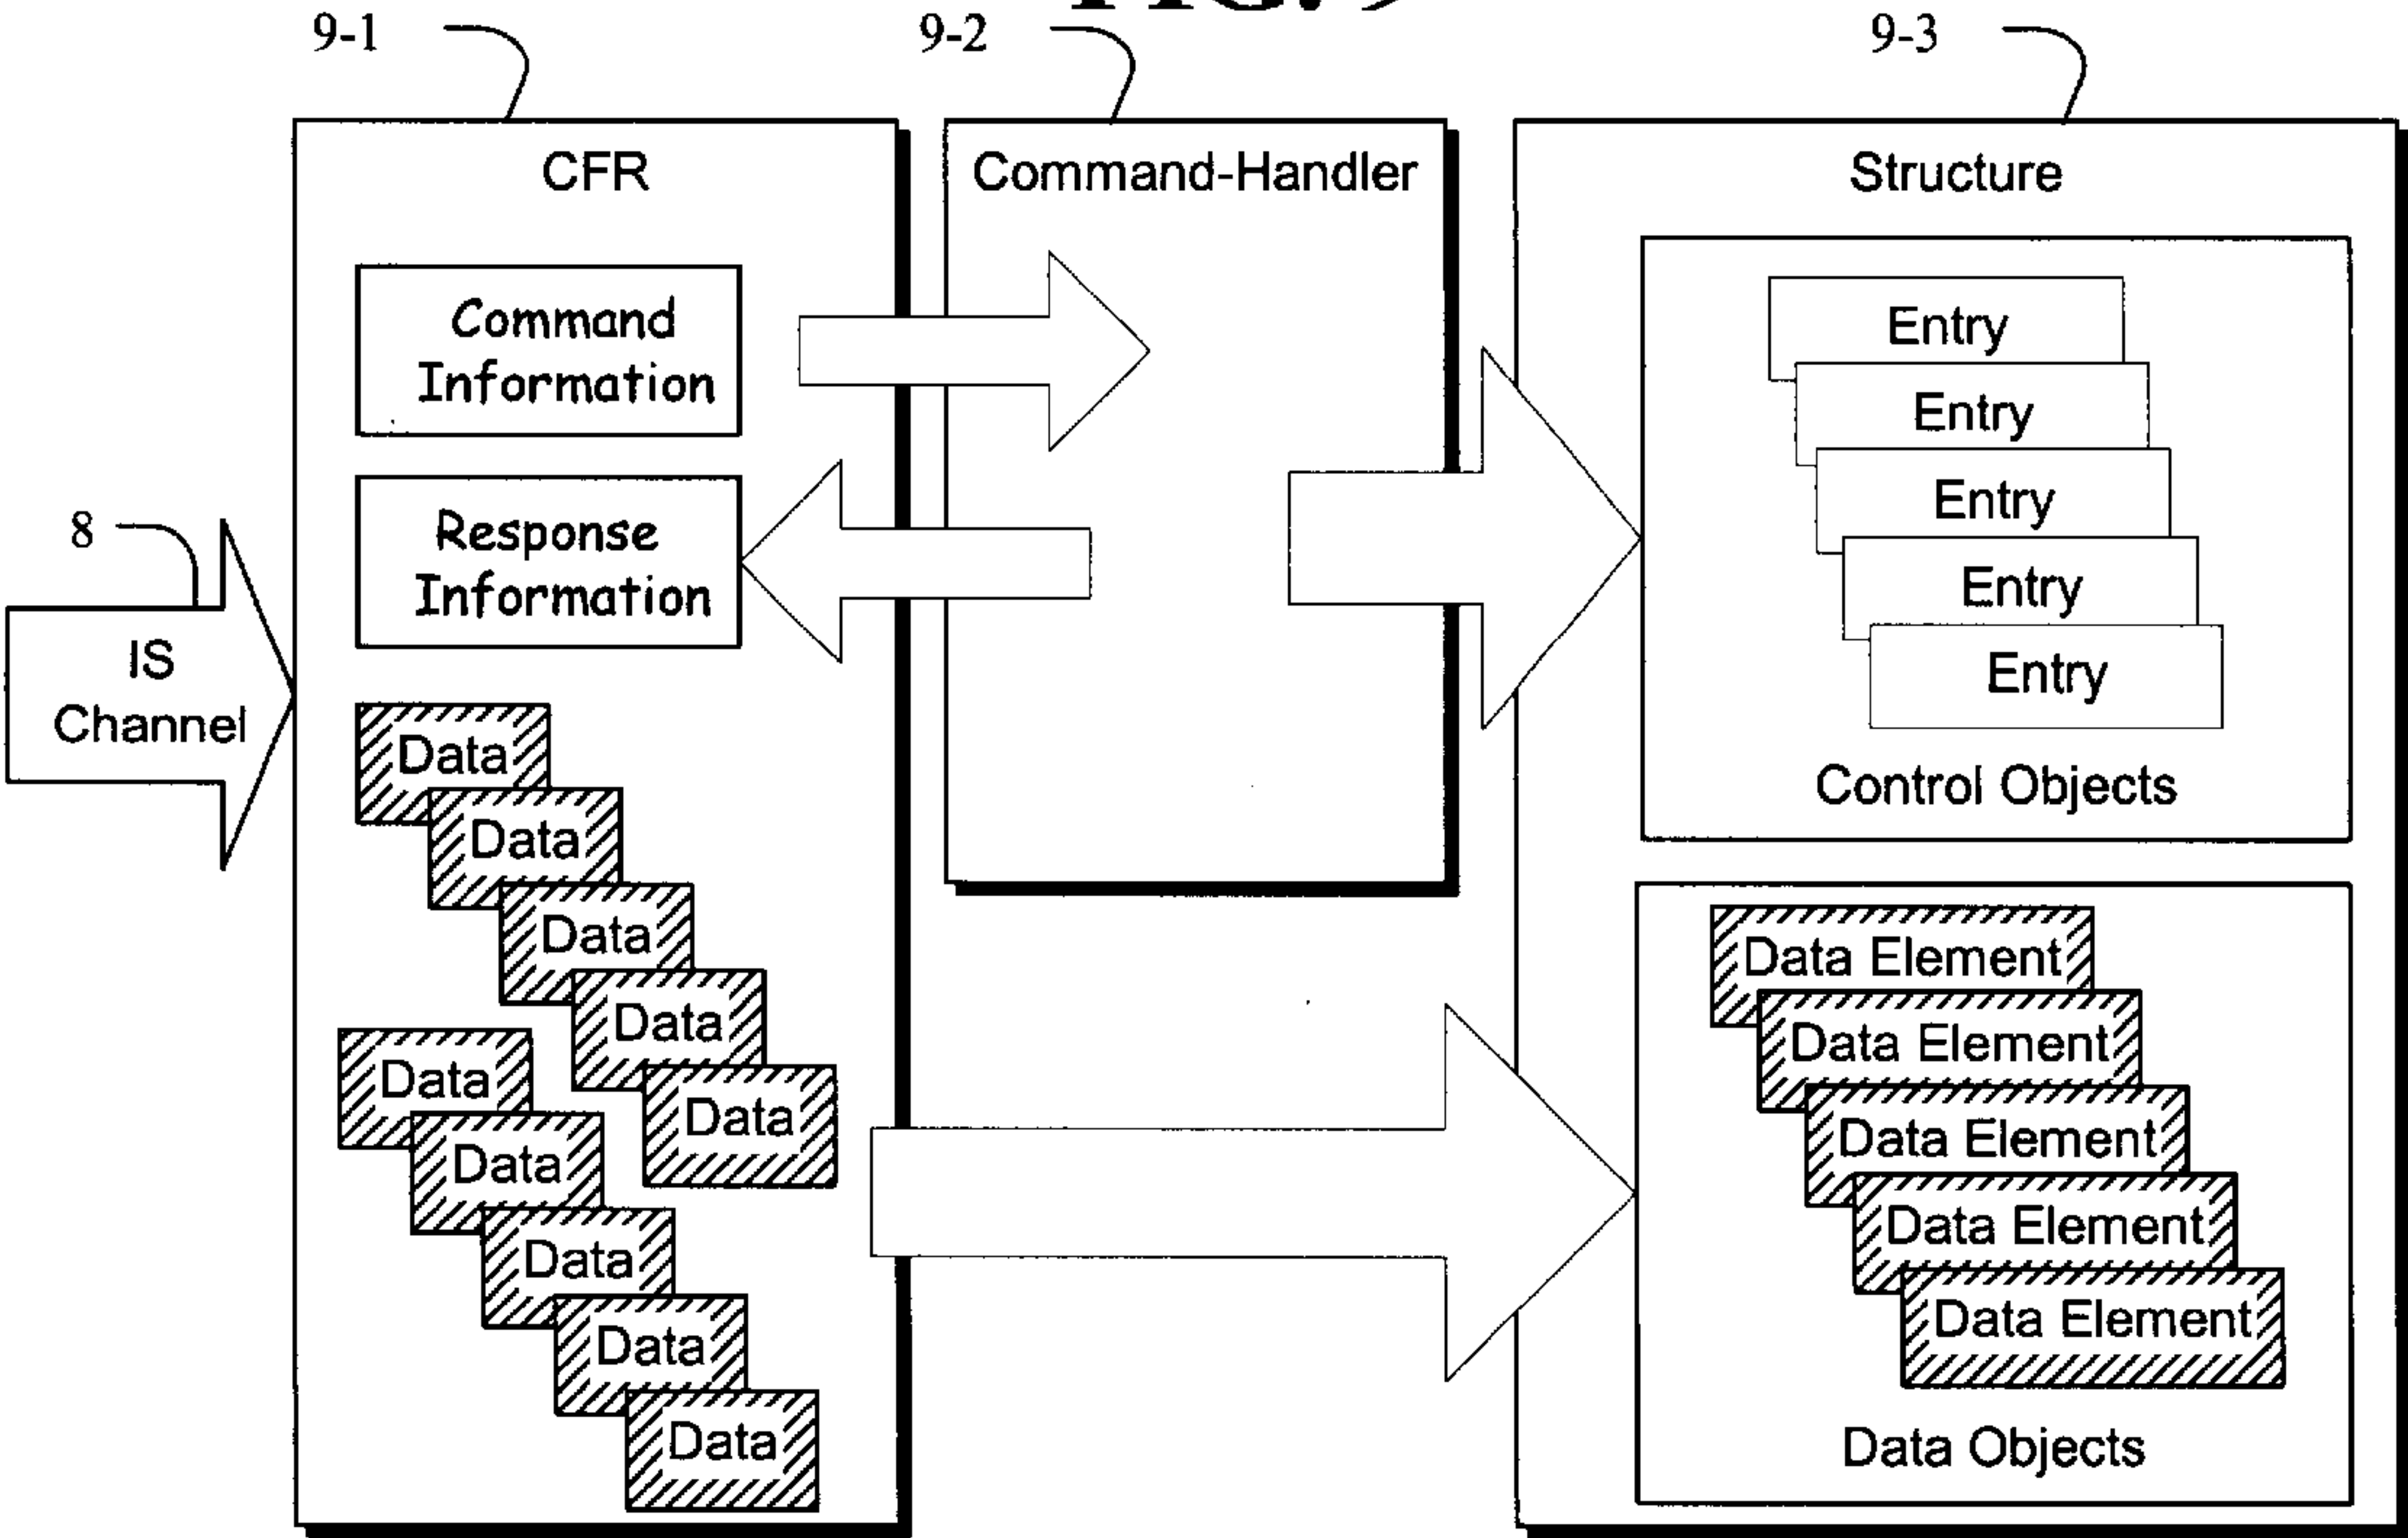 FIG. 9
9-1
9-2
9-3
CFR
Command-Handler
Structure
Command
Information
Response
Information
8
IS
Channel
Entry
Entry
Entry
Entry
Entry
Control Objects
Data
Data
Data
Data
Data
Data
Data
Data
Data
Data
Data Element
Data Element
Data Element
Data Element
Data Element
Data Objects